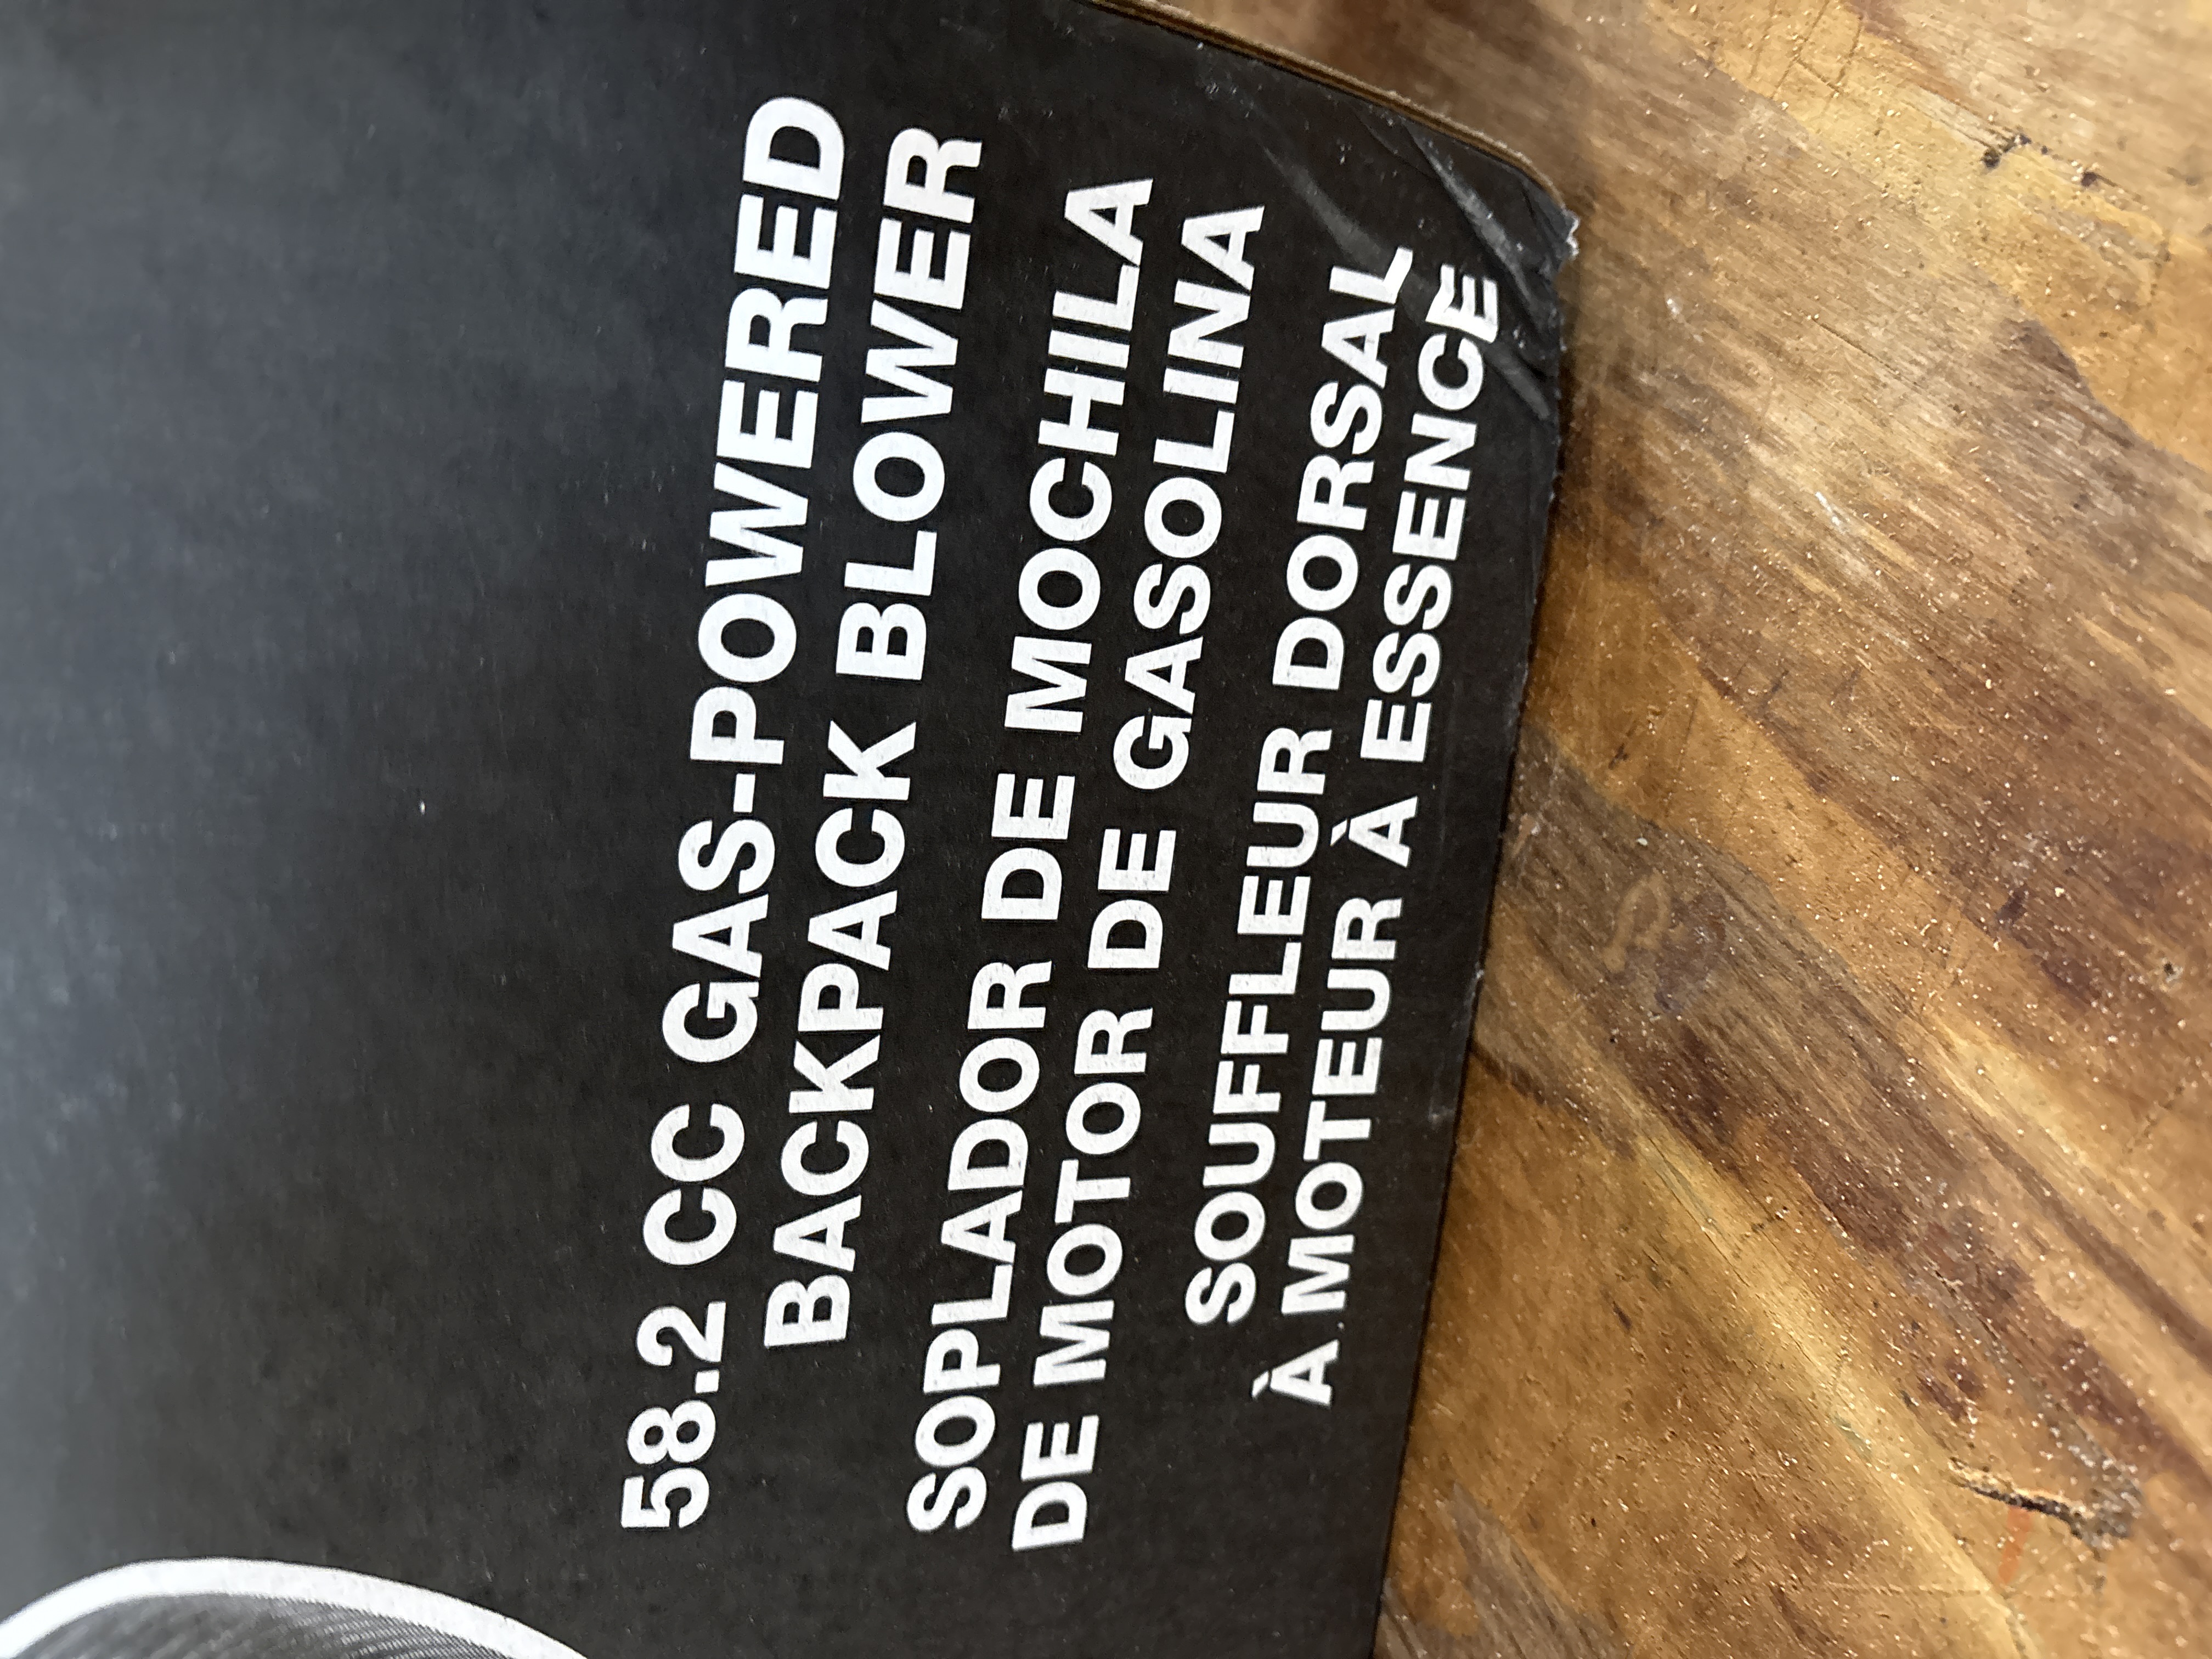 58.2 CC GAS-POWERED
BACKPACK BLOWER
SOPLADOR DE MOCHILA
DE MOTOR DE GASOLINA
SOUFFLEUR DORSAL
À MOTEUR À ESSENCE